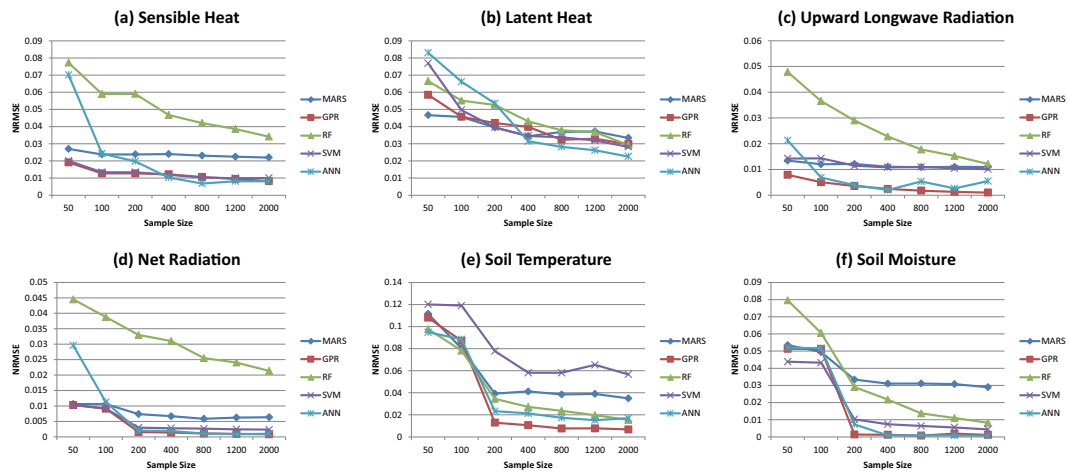 (a) Sensible Heat
0.09
0.08
0.07
0.06
0.05
0.04
0.03
0.02
0.01
0
NRMSE
50 100 200 400 800 1200 2000
Sample Size
MARS
GPR
RF
SVM
ANN
(b) Latent Heat
0.09
0.08
0.07
0.06
0.05
0.04
0.03
0.02
0.01
0
NRMSE
50 100 200 400 800 1200 2000
Sample Size
MARS
GPR
RF
SVM
ANN
(c) Upward Longwave Radiation
0.06
0.05
0.04
0.03
0.02
0.01
0
NRMSE
50 100 200 400 800 1200 2000
Sample Size
MARS
GPR
RF
SVM
ANN
(d) Net Radiation
0.05
0.045
0.04
0.035
0.03
0.025
0.02
0.015
0.01
0.005
0
NRMSE
50 100 200 400 800 1200 2000
Sample Size
MARS
GPR
RF
SVM
ANN
(e) Soil Temperature
0.14
0.12
0.1
0.08
0.06
0.04
0.02
0
NRMSE
50 100 200 400 800 1200 2000
Sample Size
MARS
GPR
RF
SVM
ANN
(f) Soil Moisture
0.09
0.08
0.07
0.06
0.05
0.04
0.03
0.02
0.01
0
NRMSE
50 100 200 400 800 1200 2000
Sample Size
MARS
GPR
RF
SVM
ANN